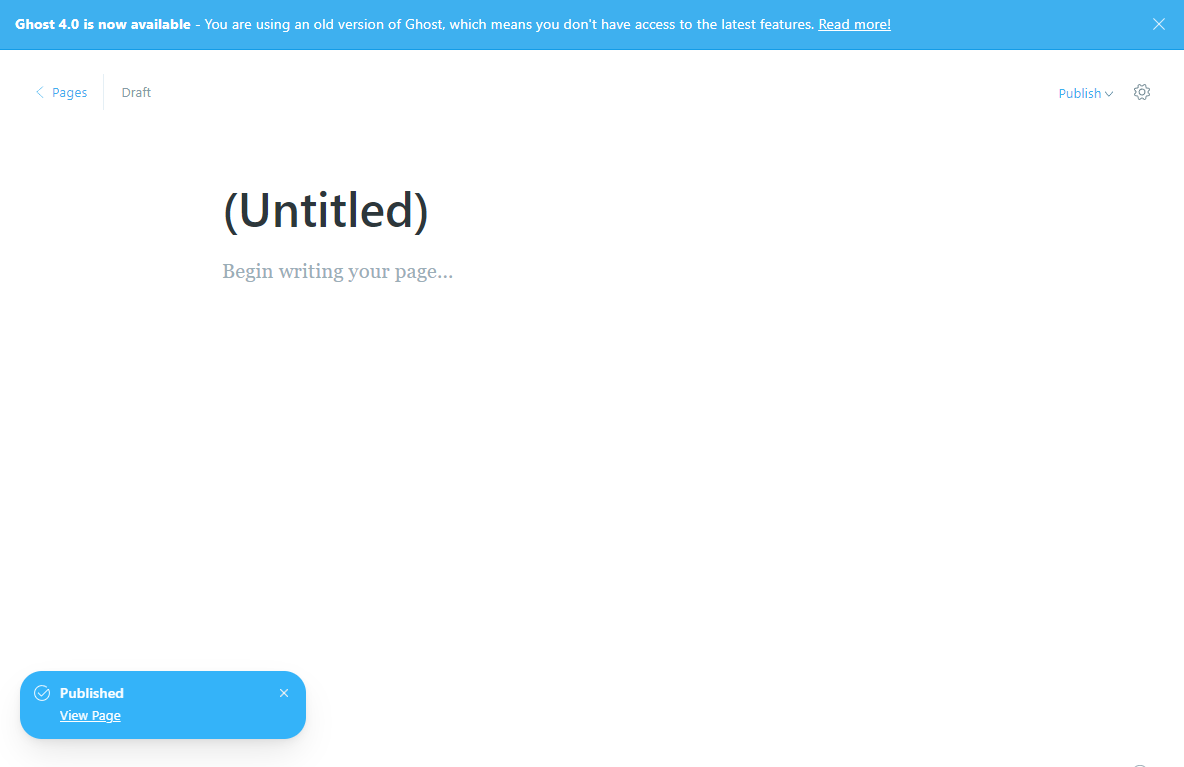 Ghost 4.0 is now available - You are using an old version of Ghost, which means you don't have access to the latest features. Read more!
Pages Draft Publish
(Untitled)
Begin writing your page...
Published
View Page